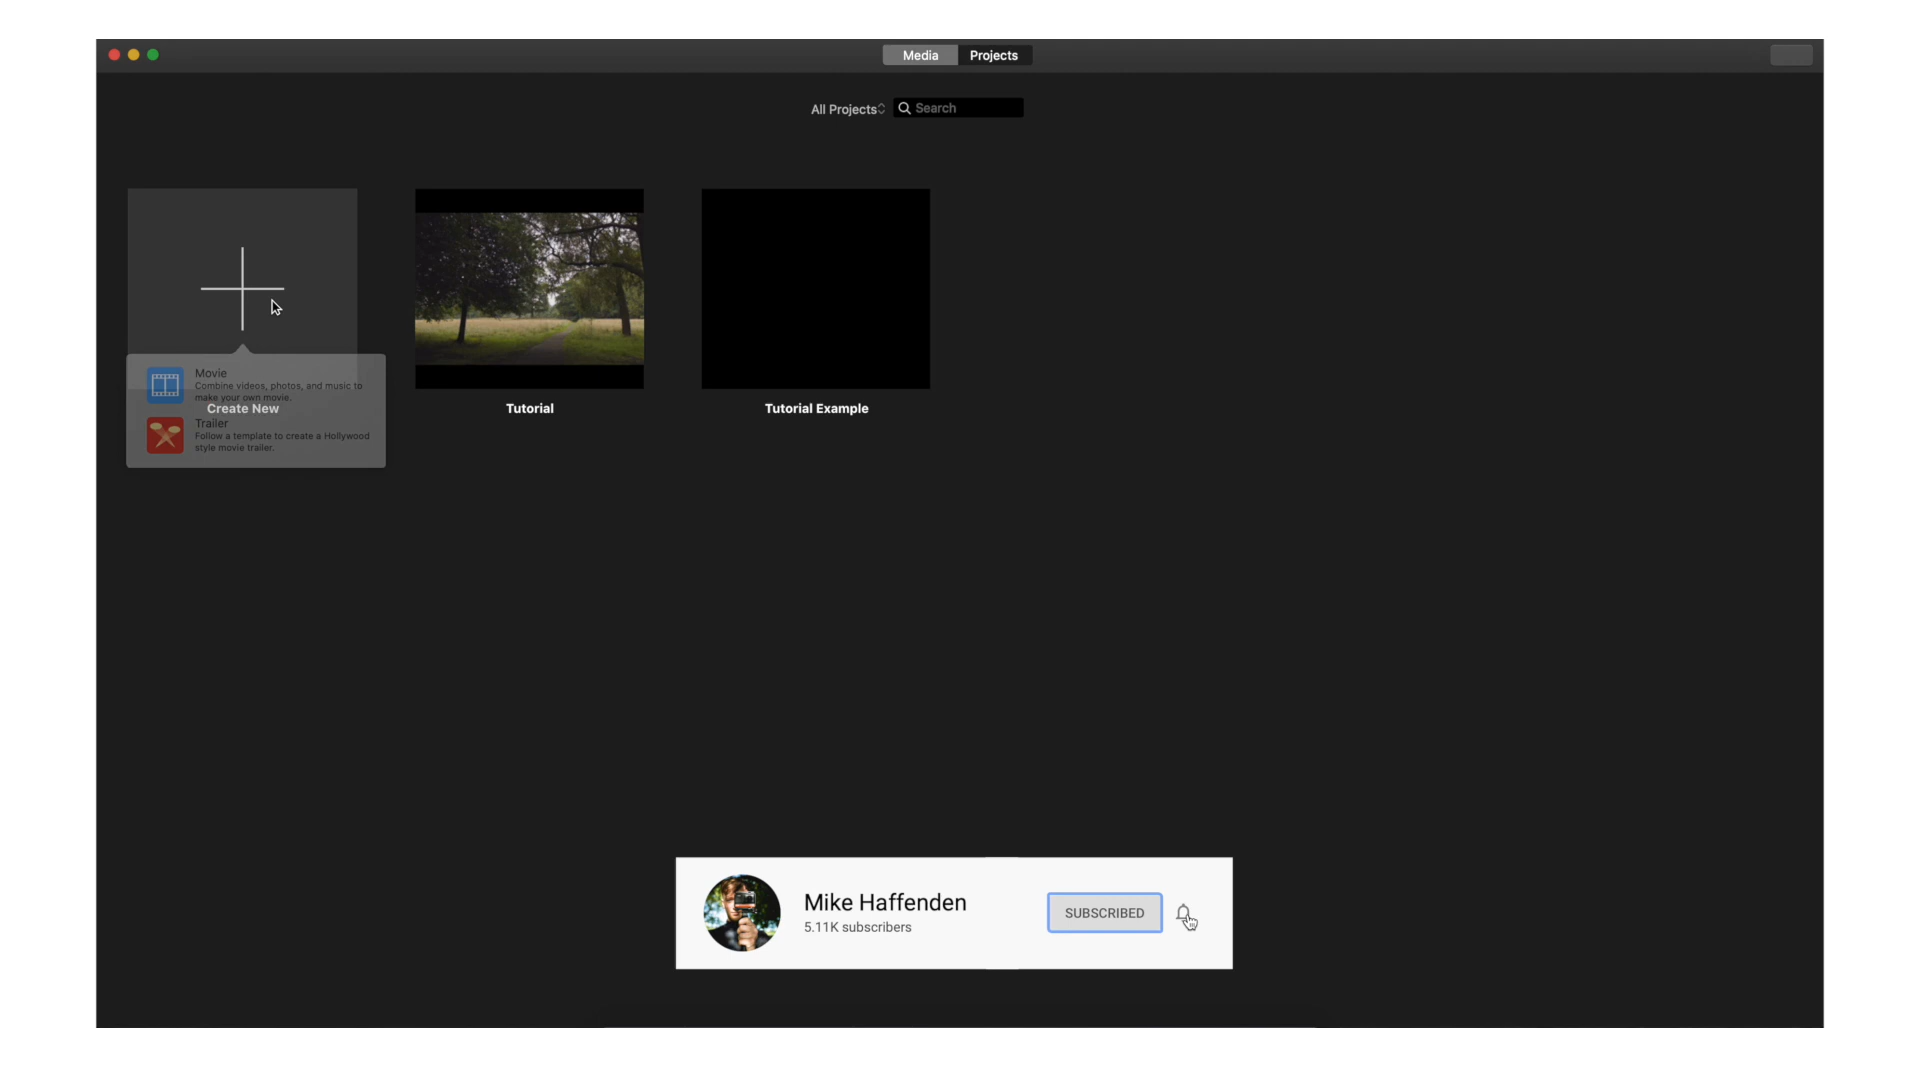 Media Projects
All Projects Search
Movie
Combine videos, photos, and music to
make your own movie.
Create New
Trailer
Follow a template to create a Hollywood
style movie trailer.
Tutorial
Tutorial Example
Mike Haffenden
5.11K subscribers
SUBSCRIBED